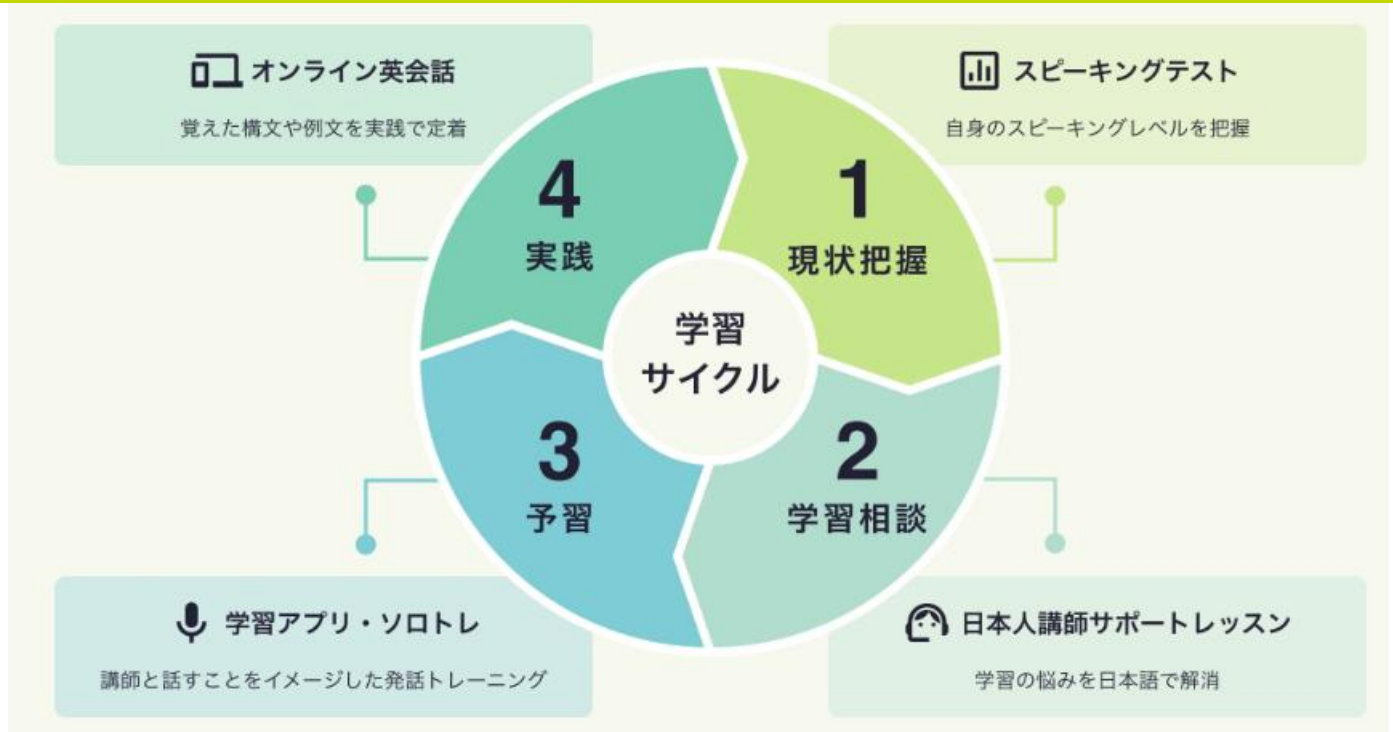 オンライン英会話
覚えた構文や例文を実践で定着
スピーキングテスト
自身のスピーキングレベルを把握
4
実践
1
現状把握
学習
サイクル
3
予習
2
学習相談
学習アプリ・ソロトレ
講師と話すことをイメージした発話トレーニング
日本人講師サポートレッスン
学習の悩みを日本語で解消